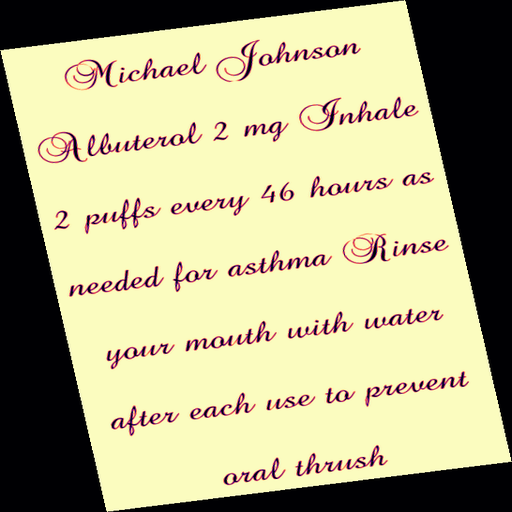 Michael Johnson
Albuterol 2 mg Inhale
2 puffs every 46 hours as
needed for asthma Rinse
your mouth with water
after each use to prevent
oral thrush